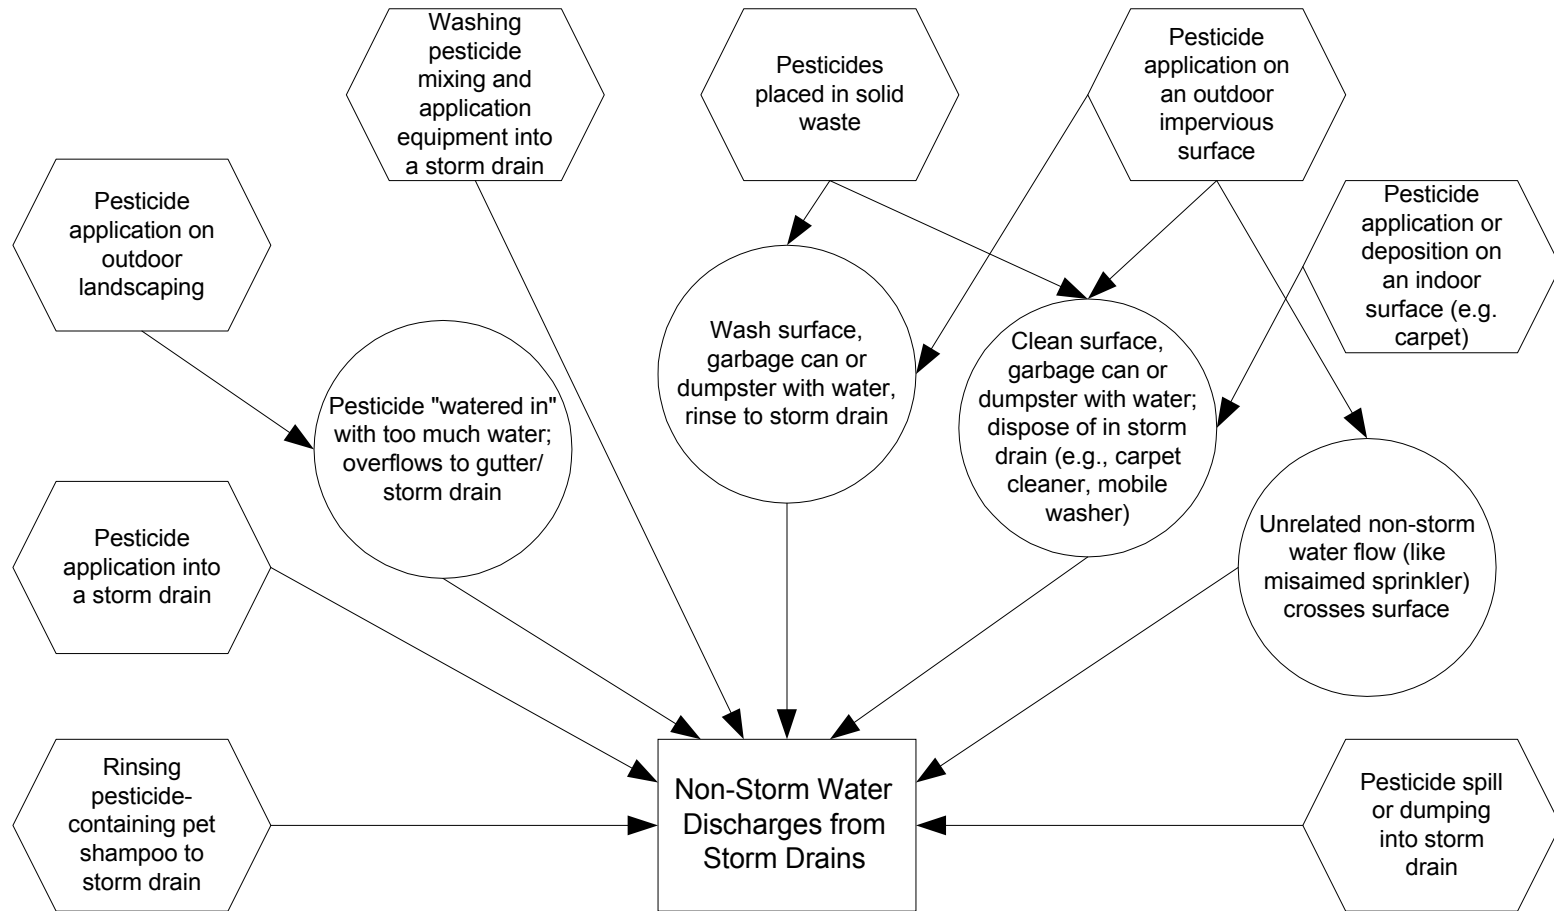 Washing
pesticide
mixing and
application
equipment into
a storm drain
Pesticides
placed in solid
waste
Pesticide
application on
an outdoor
impervious
surface
Pesticide
application on
outdoor
landscaping
Pesticide
application or
deposition on
an indoor
surface (e.g.
carpet)
Pesticide "watered in"
with too much water;
overflows to gutter/
storm drain
Wash surface,
garbage can or
dumpster with water,
rinse to storm drain
Clean surface,
garbage can or
dumpster with water;
dispose of in storm
drain (e.g., carpet
cleaner, mobile
washer)
Pesticide
application into
a storm drain
Unrelated non-storm
water flow (like
misaimed sprinkler)
crosses surface
Rinsing
pesticide-
containing pet
shampoo to
storm drain
Non-Storm Water
Discharges from
Storm Drains
Pesticide spill
or dumping
into storm
drain